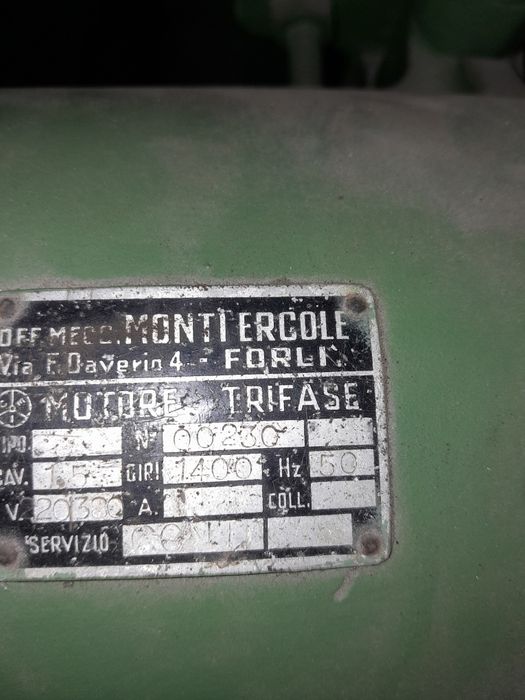 OFF. MECC. MONTI ERCOLE
Via F. Daverio 4 - FORLI
MOTORE TRIFASE
TIPO N° 00230
CAV. 1.5 GIRI 1400 Hz 50
V. A. COLL.
SERVIZIO